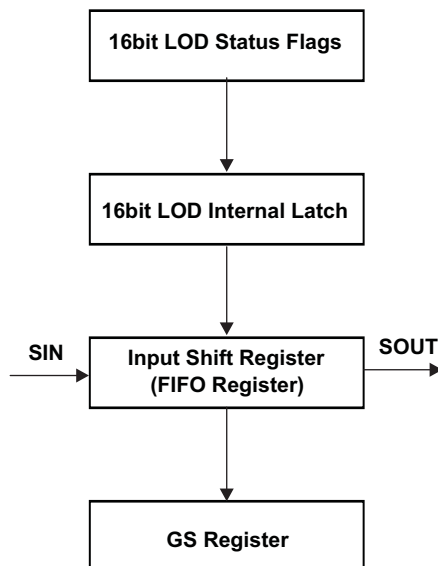 16bit LOD Status Flags
16bit LOD Internal Latch
SIN
Input Shift Register
(FIFO Register)
SOUT
GS Register